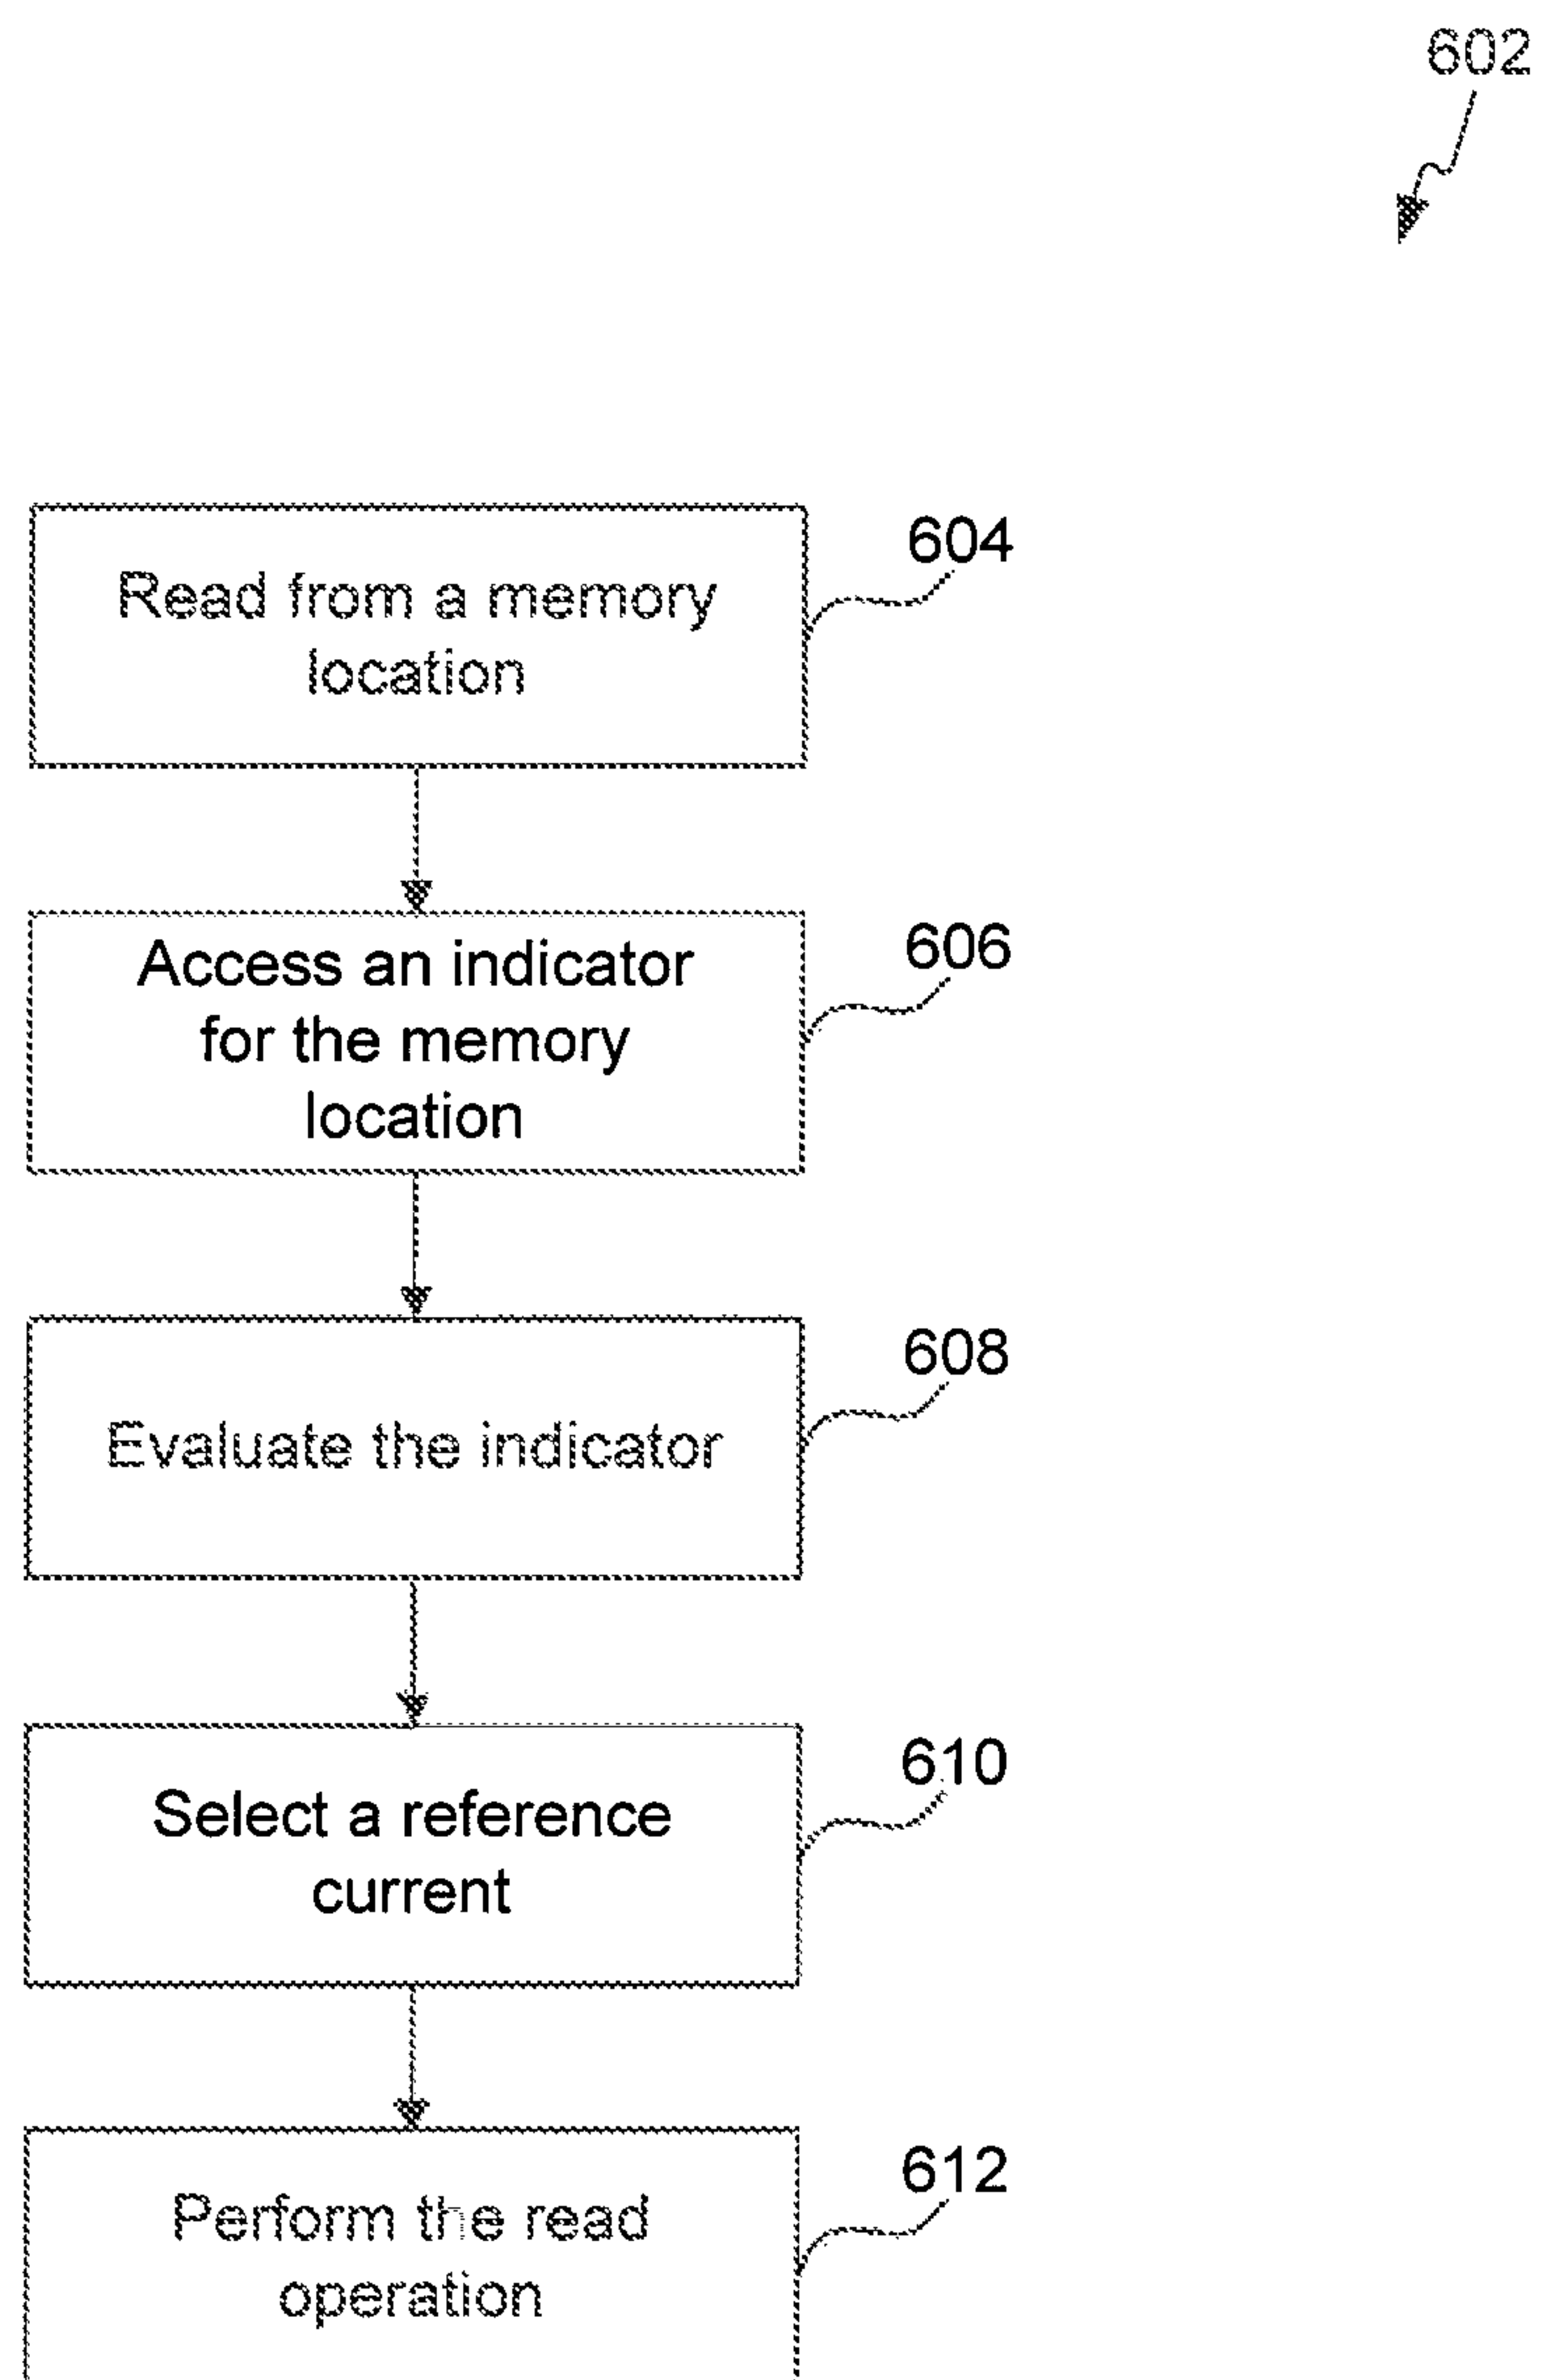 602
Read from a memory
location
604
Access an indicator
for the memory
location
606
Evaluate the indicator
608
Select a reference
current
610
Perform the read
operation
612